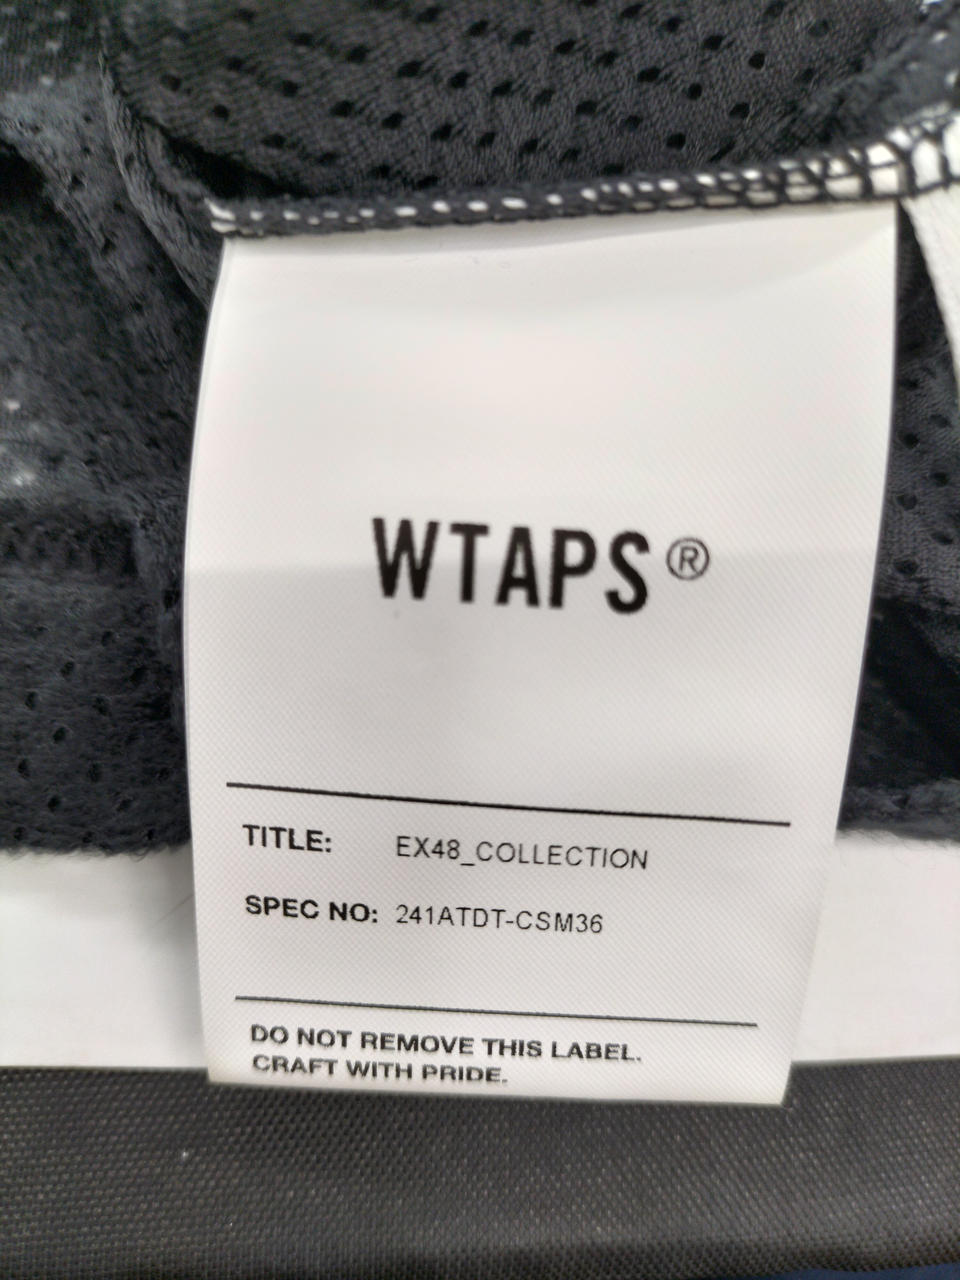 WTAPS®
TITLE: EX48_COLLECTION
SPEC NO: 241ATDT-CSM36
DO NOT REMOVE THIS LABEL.
CRAFT WITH PRIDE.